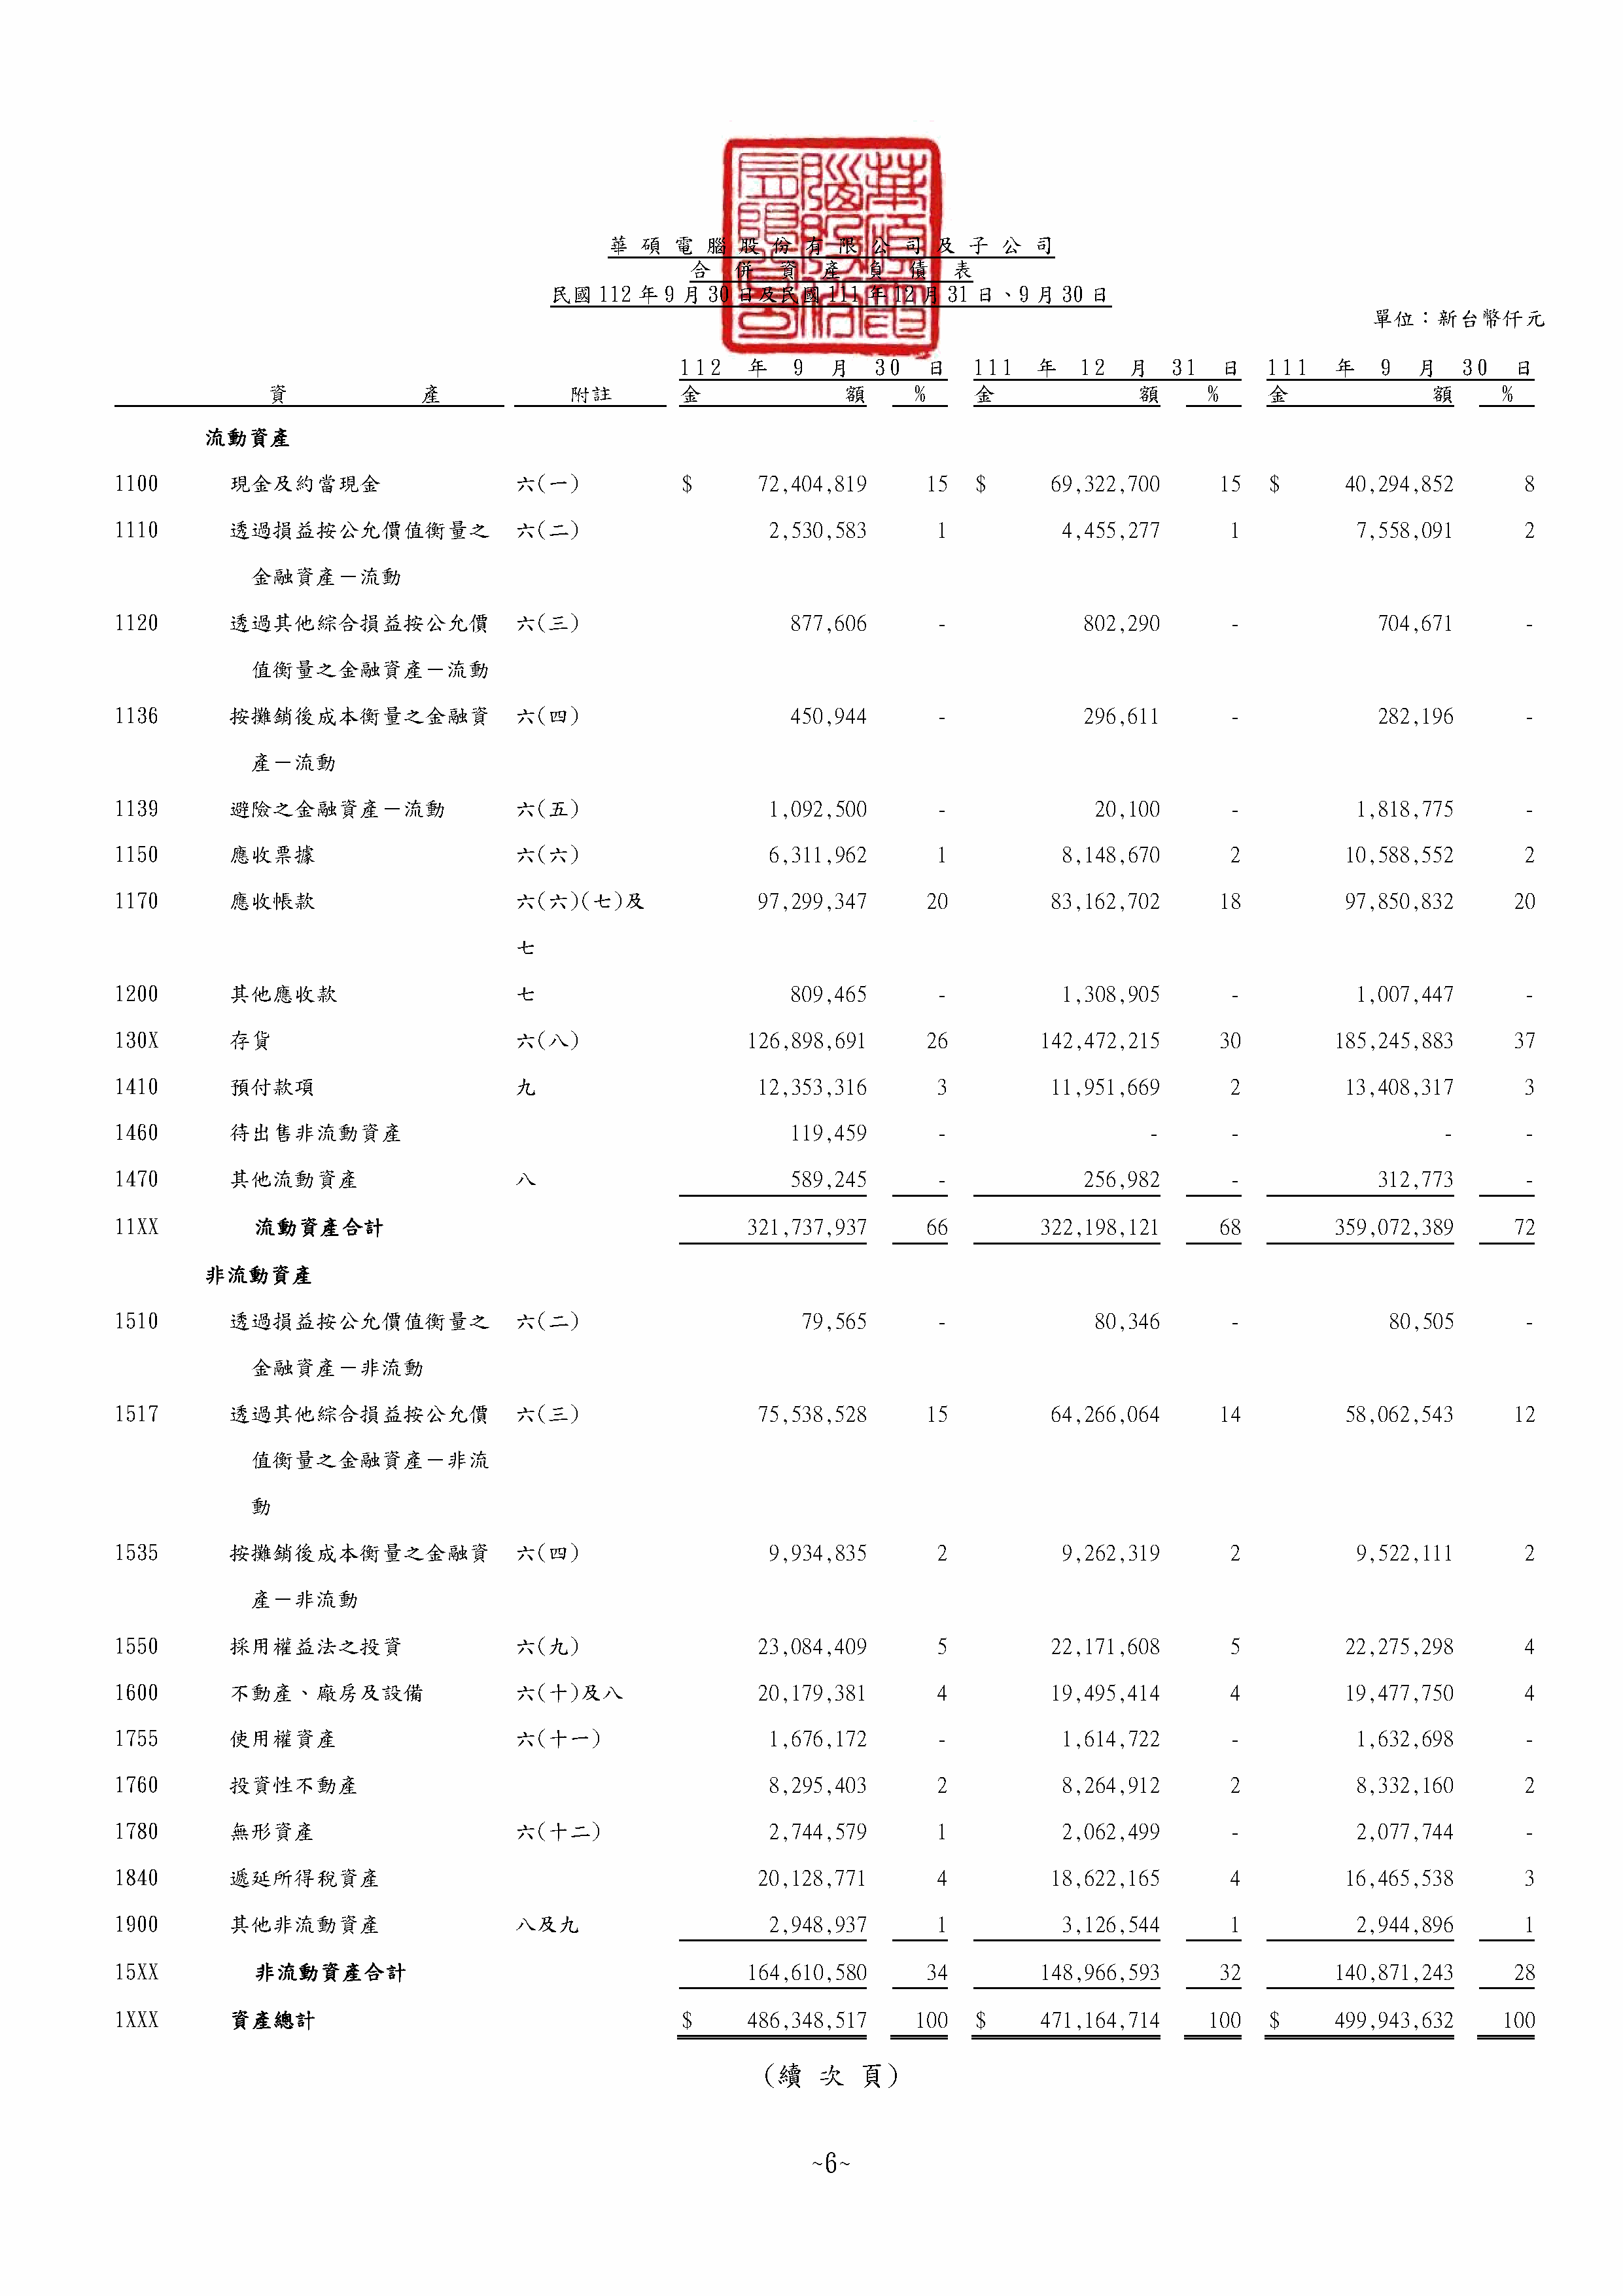 華碩電腦股份有限公司及子公司
合併資產負債表
民國112年9月30日及民國111年12月31日、9月30日
單位：新台幣仟元
112 年 9 月 30 日 111 年 12 月 31 日 111 年 9 月 30 日
資 產 附註 金 額 % 金 額 % 金 額 %
流動資產
1100 現金及約當現金 六(一) $ 72,404,819 15 $ 69,322,700 15 $ 40,294,852 8
1110 透過損益按公允價值衡量之 六(二) 2,530,583 1 4,455,277 1 7,558,091 2
金融資產－流動
1120 透過其他綜合損益按公允價 六(三) 877,606 - 802,290 - 704,671 -
值衡量之金融資產－流動
1136 按攤銷後成本衡量之金融資 六(四) 450,944 - 296,611 - 282,196 -
產－流動
1139 避險之金融資產－流動 六(五) 1,092,500 - 20,100 - 1,818,775 -
1150 應收票據 六(六) 6,311,962 1 8,148,670 2 10,588,552 2
1170 應收帳款 六(六)(七)及 97,299,347 20 83,162,702 18 97,850,832 20
七
1200 其他應收款 七 809,465 - 1,308,905 - 1,007,447 -
130X 存貨 六(八) 126,898,691 26 142,472,215 30 185,245,883 37
1410 預付款項 九 12,353,316 3 11,951,669 2 13,408,317 3
1460 待出售非流動資產 119,459 - - - - -
1470 其他流動資產 八 589,245 - 256,982 - 312,773 -
11XX 流動資產合計 321,737,937 66 322,198,121 68 359,072,389 72
非流動資產
1510 透過損益按公允價值衡量之 六(二) 79,565 - 80,346 - 80,505 -
金融資產－非流動
1517 透過其他綜合損益按公允價 六(三) 75,538,528 15 64,266,064 14 58,062,543 12
值衡量之金融資產－非流
動
1535 按攤銷後成本衡量之金融資 六(四) 9,934,835 2 9,262,319 2 9,522,111 2
產－非流動
1550 採用權益法之投資 六(九) 23,084,409 5 22,171,608 5 22,275,298 4
1600 不動產、廠房及設備 六(十)及八 20,179,381 4 19,495,414 4 19,477,750 4
1755 使用權資產 六(十一) 1,676,172 - 1,614,722 - 1,632,698 -
1760 投資性不動產 8,295,403 2 8,264,912 2 8,332,160 2
1780 無形資產 六(十二) 2,744,579 1 2,062,499 - 2,077,744 -
1840 遞延所得稅資產 20,128,771 4 18,622,165 4 16,465,538 3
1900 其他非流動資產 八及九 2,948,937 1 3,126,544 1 2,944,896 1
15XX 非流動資產合計 164,610,580 34 148,966,593 32 140,871,243 28
1XXX 資產總計 $ 486,348,517 100 $ 471,164,714 100 $ 499,943,632 100
(續次頁)
~6~